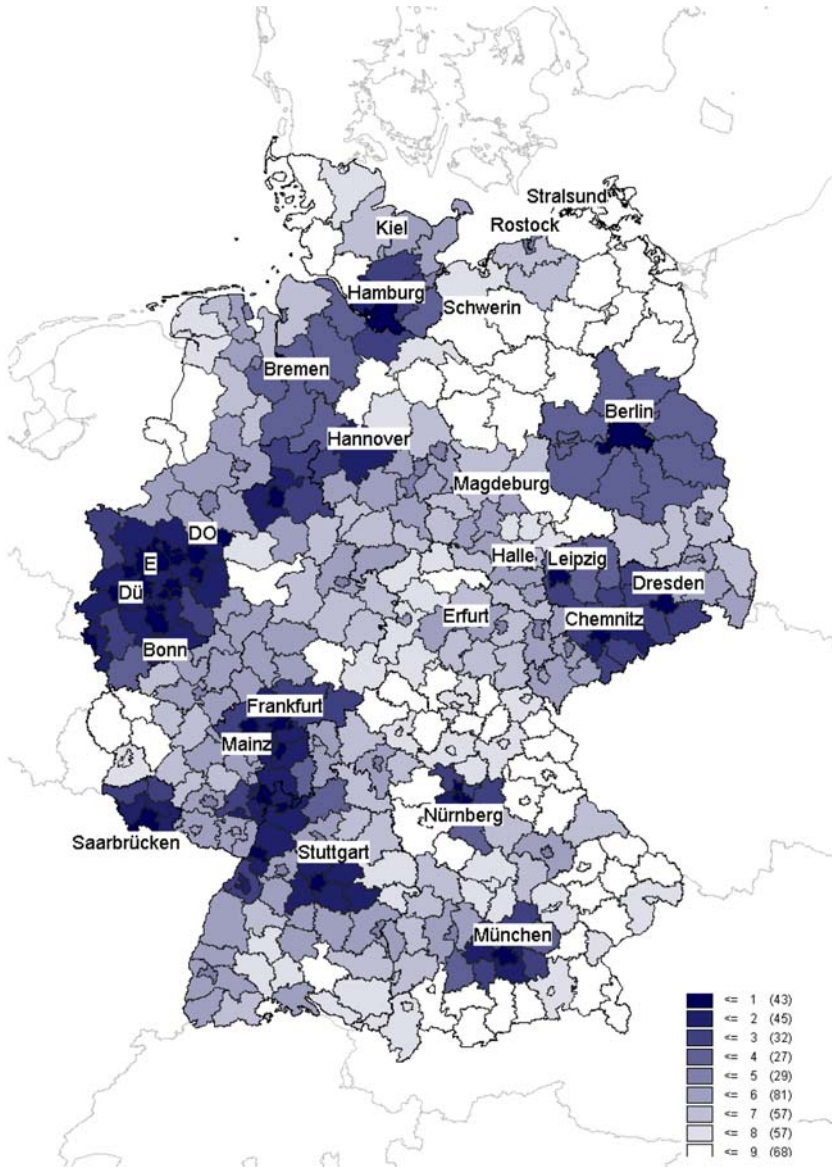 Stralsund
Kiel
Rostock
Hamburg
Schwerin
Bremen
Berlin
Hannover
Magdeburg
DO
E
Halle
Leipzig
Dü
Dresden
Erfurt
Chemnitz
Bonn
Frankfurt
Mainz
Nürnberg
Saarbrücken
Stuttgart
München
<= 1 (43)
<= 2 (45)
<= 3 (32)
<= 4 (27)
<= 5 (29)
<= 6 (81)
<= 7 (57)
<= 8 (57)
<= 9 (68)